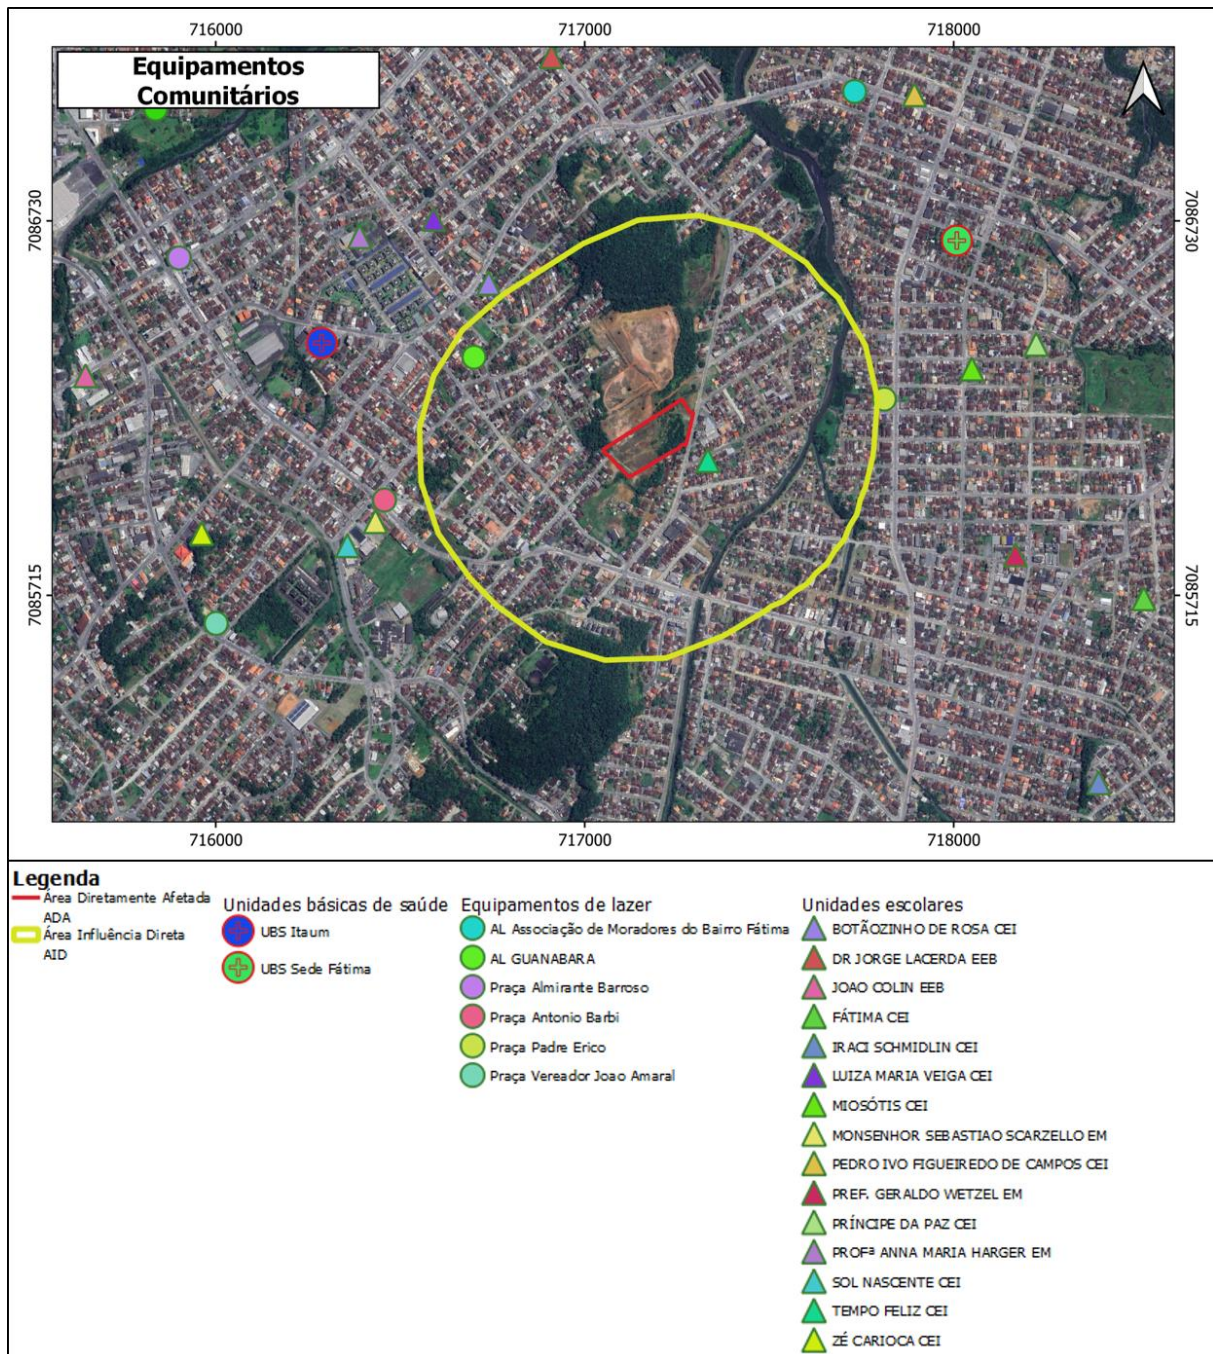 716000 717000 718000
Equipamentos
Comunitários
7086730 7086730
7085715 7085715
716000 717000 718000
Legenda
Área Diretamente Afetada
ADA
Área Influência Direta
AID
Unidades básicas de saúde
UBS Itaum
UBS Sede Fátima
Equipamentos de lazer
AL Associação de Moradores do Bairro Fátima
AL GUANABARA
Praça Almirante Barroso
Praça Antonio Barbi
Praça Padre Erico
Praça Vereador Joao Amaral
Unidades escolares
BOTÃOZINHO DE ROSA CEI
DR JORGE LACERDA EEB
JOAO COLIN EEB
FÁTIMA CEI
IRACI SCHMIDLIN CEI
LUIZA MARIA VEIGA CEI
MIOSÓTIS CEI
MONSENHOR SEBASTIAO SCARZELLO EM
PEDRO IVO FIGUEIREDO DE CAMPOS CEI
PREF. GERALDO WETZEL EM
PRÍNCIPE DA PAZ CEI
PROFª ANNA MARIA HARGER EM
SOL NASCENTE CEI
TEMPO FELIZ CEI
ZÉ CARIOCA CEI